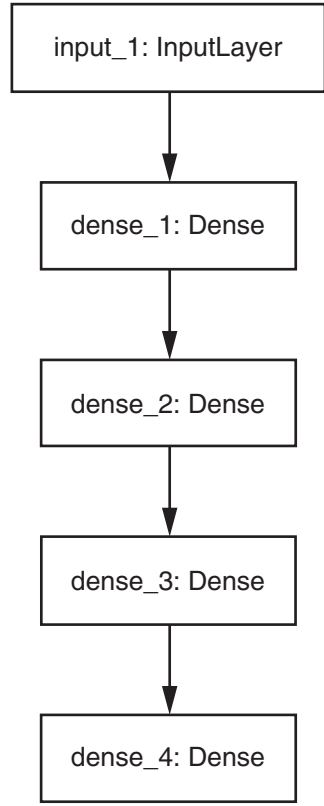 input_1: InputLayer
dense_1: Dense
dense_2: Dense
dense_3: Dense
dense_4: Dense